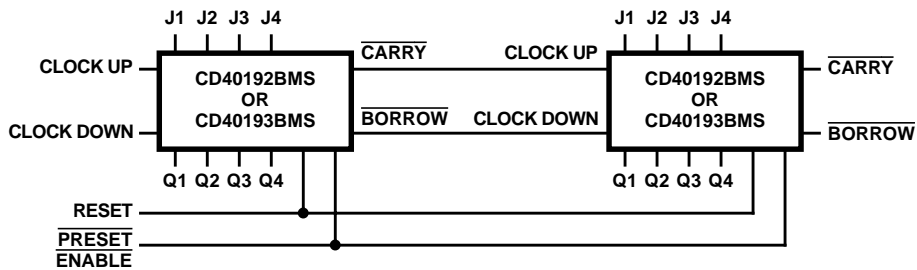 J1 J2 J3 J4
J1 J2 J3 J4
CLOCK UP
CARRY
CLOCK UP
CARRY
CD40192BMS
OR
CD40193BMS
CD40192BMS
OR
CD40193BMS
CLOCK DOWN
BORROW
CLOCK DOWN
BORROW
Q1 Q2 Q3 Q4
Q1 Q2 Q3 Q4
RESET
PRESET
ENABLE